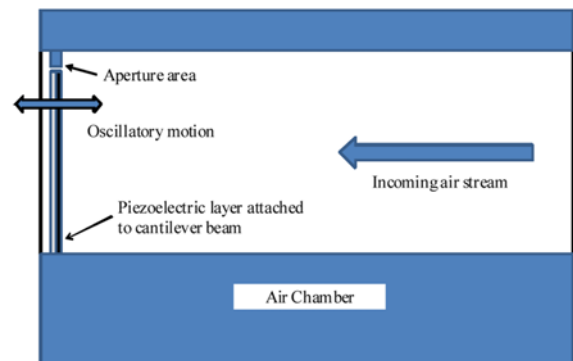 Aperture area
Oscillatory motion
Incoming air stream
Piezoelectric layer attached
to cantilever beam
Air Chamber